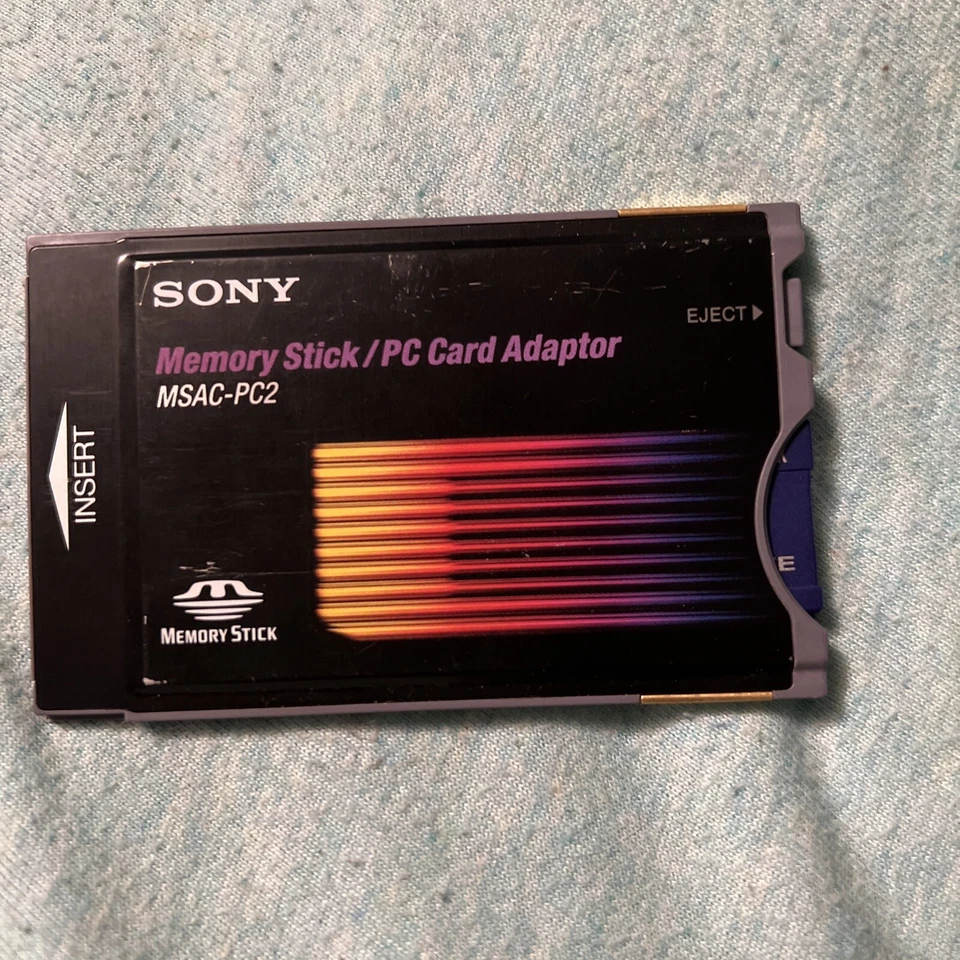 SONY
EJECT
Memory Stick/PC Card Adaptor
MSAC-PC2
INSERT
MEMORY STICK
E